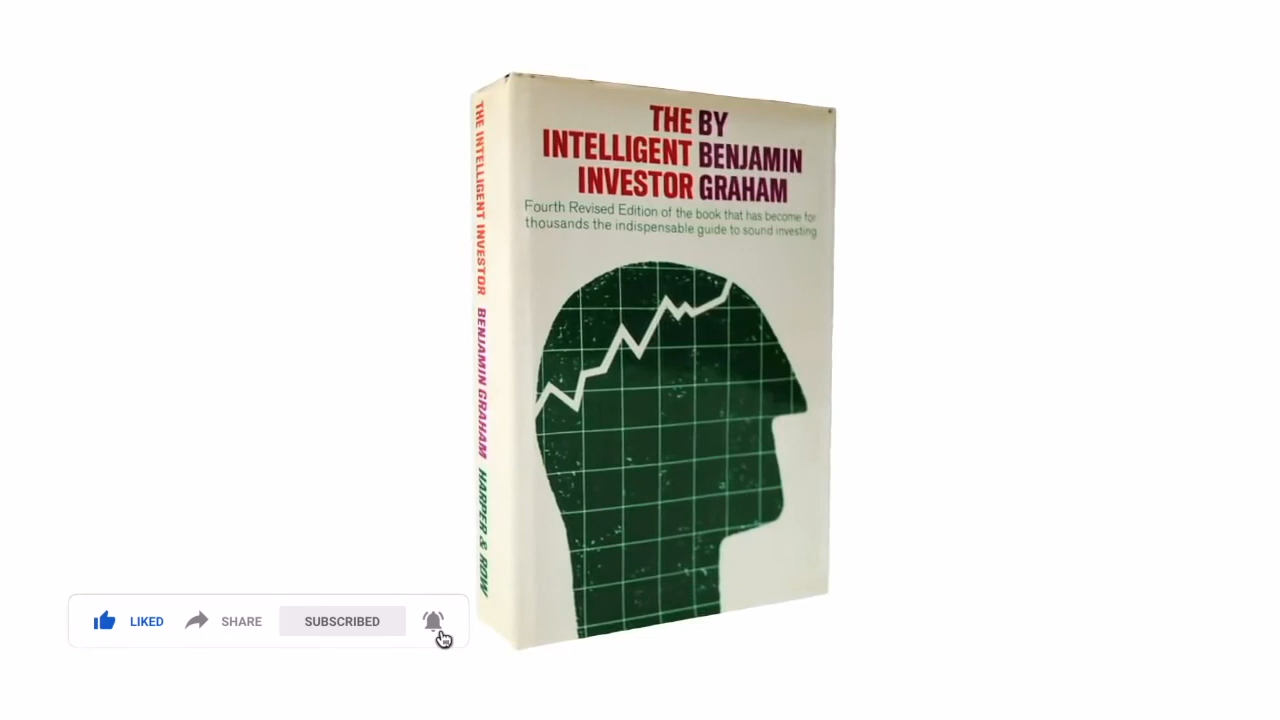 THE BY
INTELLIGENT BENJAMIN
INVESTOR GRAHAM
Fourth Revised Edition of the book that has become for
thousands the indispensable guide to sound investing
THE INTELLIGENT INVESTOR BENJAMIN GRAHAM HARPER & ROW
LIKED SHARE SUBSCRIBED